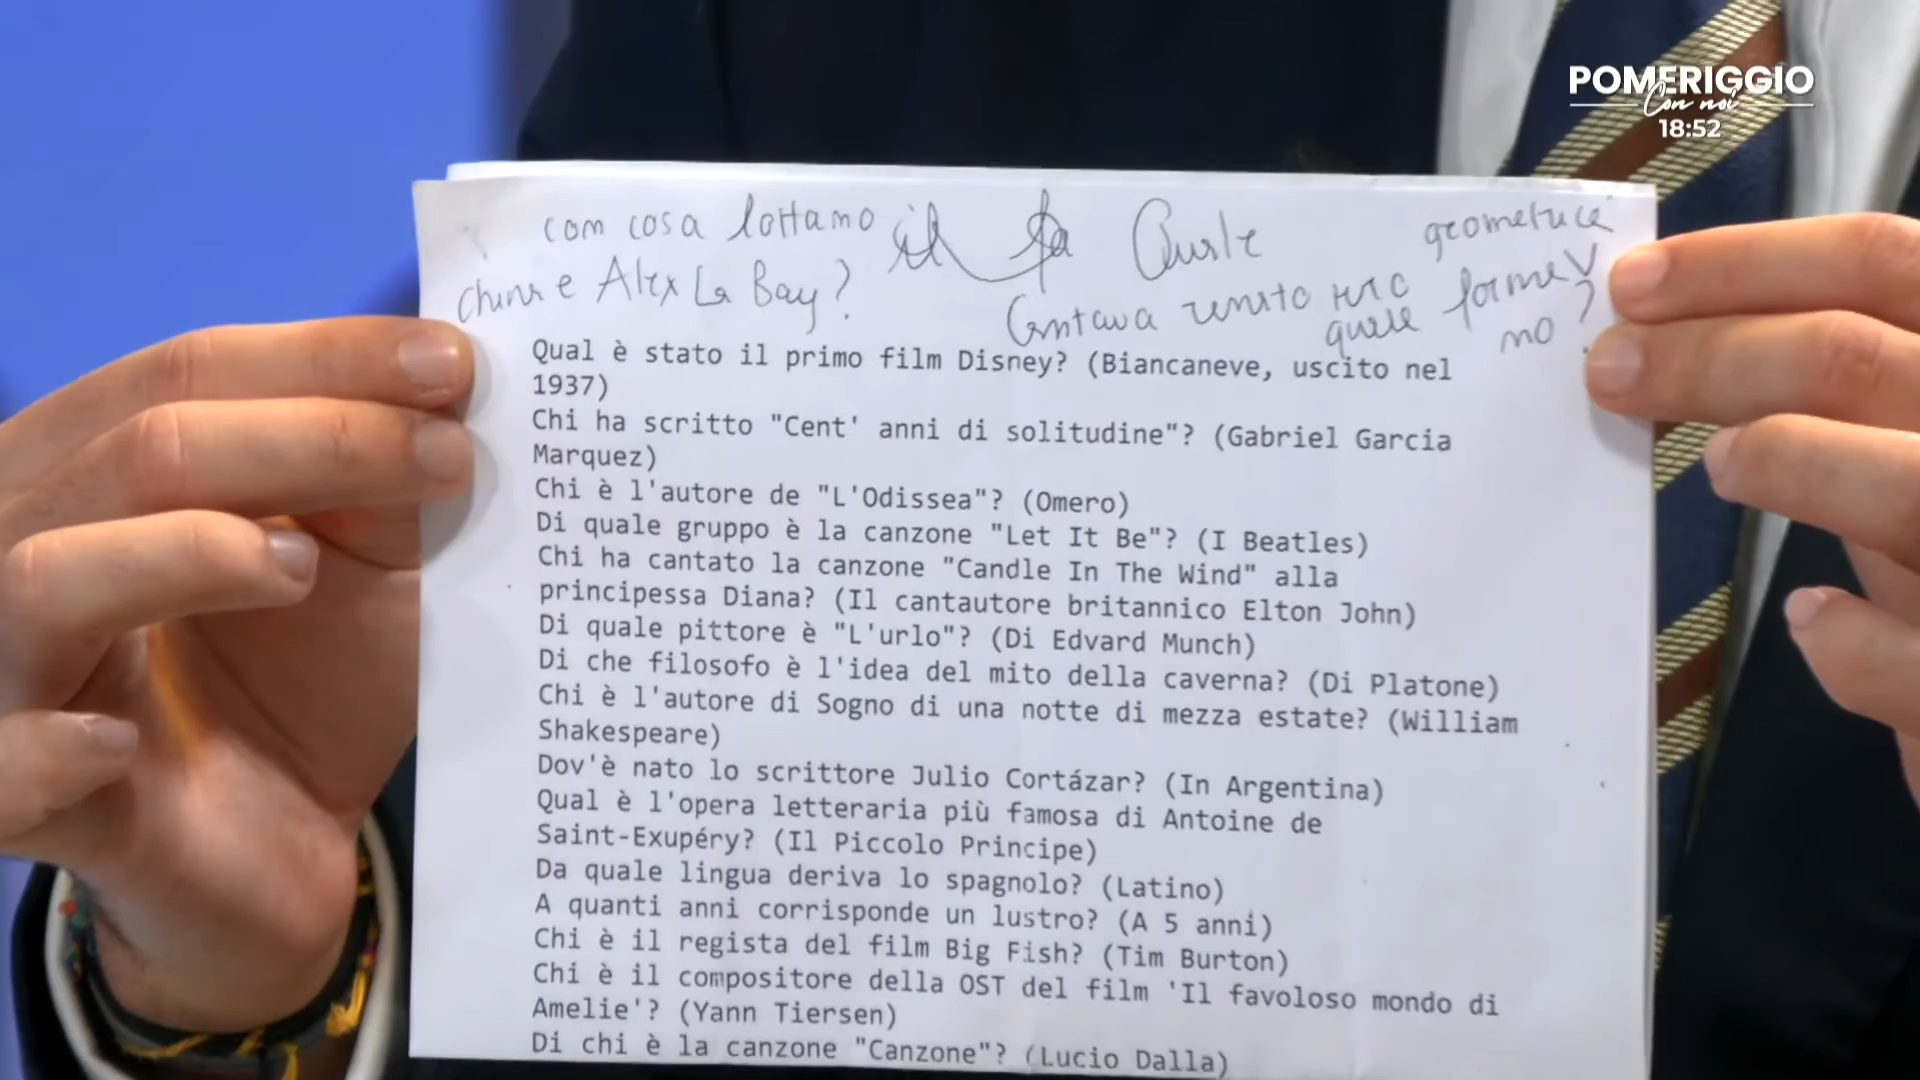 POMERIGGIO
Con noi
18:52
com cosa lottamo il fa
e Alex La Bay?
Cantava
quele forme
no?
Qual è stato il primo film Disney? (Biancaneve, uscito nel
1937)
Chi ha scritto "Cent' anni di solitudine"? (Gabriel Garcia
Marquez)
Chi è l'autore de "L'Odissea"? (Omero)
Di quale gruppo è la canzone "Let It Be"? (I Beatles)
Chi ha cantato la canzone "Candle In The Wind" alla
principessa Diana? (Il cantautore britannico Elton John)
Di quale pittore è "L'urlo"? (Di Edvard Munch)
Di che filosofo è l'idea del mito della caverna? (Di Platone)
Chi è l'autore di Sogno di una notte di mezza estate? (William
Shakespeare)
Dov'è nato lo scrittore Julio Cortázar? (In Argentina)
Qual è l'opera letteraria più famosa di Antoine de
Saint-Exupéry? (Il Piccolo Principe)
Da quale lingua deriva lo spagnolo? (Latino)
A quanti anni corrisponde un lustro? (A 5 anni)
Chi è il regista del film Big Fish? (Tim Burton)
Chi è il compositore della OST del film 'Il favoloso mondo di
Amelie'? (Yann Tiersen)
Di chi è la canzone "Canzone"? (Lucio Dalla)